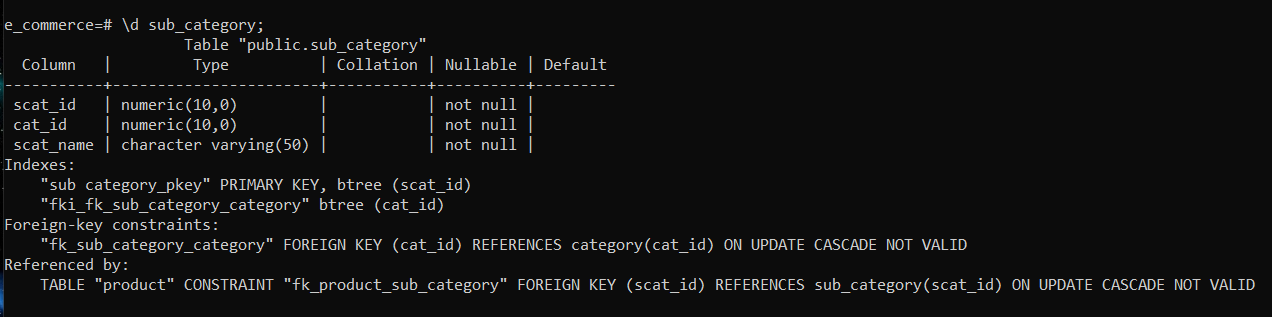 e_commerce=# \d sub_category;
                    Table "public.sub_category"
  Column   |         Type          | Collation | Nullable | Default
-----------+-----------------------+-----------+----------+---------
 scat_id   | numeric(10,0)         |           | not null |
 cat_id    | numeric(10,0)         |           | not null |
 scat_name | character varying(50) |           | not null |
Indexes:
    "sub category_pkey" PRIMARY KEY, btree (scat_id)
    "fki_fk_sub_category_category" btree (cat_id)
Foreign-key constraints:
    "fk_sub_category_category" FOREIGN KEY (cat_id) REFERENCES category(cat_id) ON UPDATE CASCADE NOT VALID
Referenced by:
    TABLE "product" CONSTRAINT "fk_product_sub_category" FOREIGN KEY (scat_id) REFERENCES sub_category(scat_id) ON UPDATE CASCADE NOT VALID